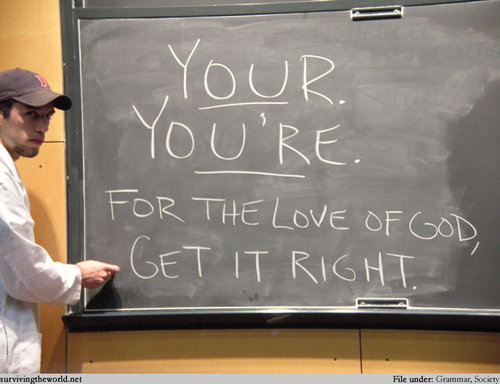 YOUR.
YOU'RE.
FOR THE LOVE OF GOD,
GET IT RIGHT.
survivingtheworld.net
File under: Grammar, Society